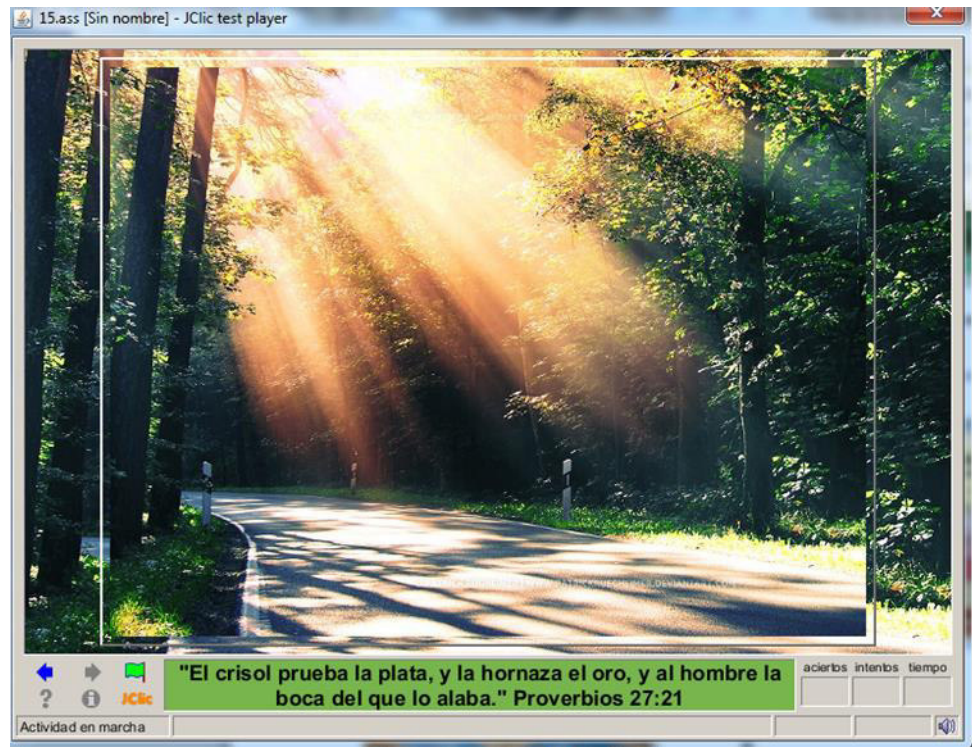 15.ass [Sin nombre] - JClic test player
"El crisol prueba la plata, y la hornaza el oro, y al hombre la
boca del que lo alaba." Proverbios 27:21
aciertos intentos tiempo
JClic
Actividad en marcha